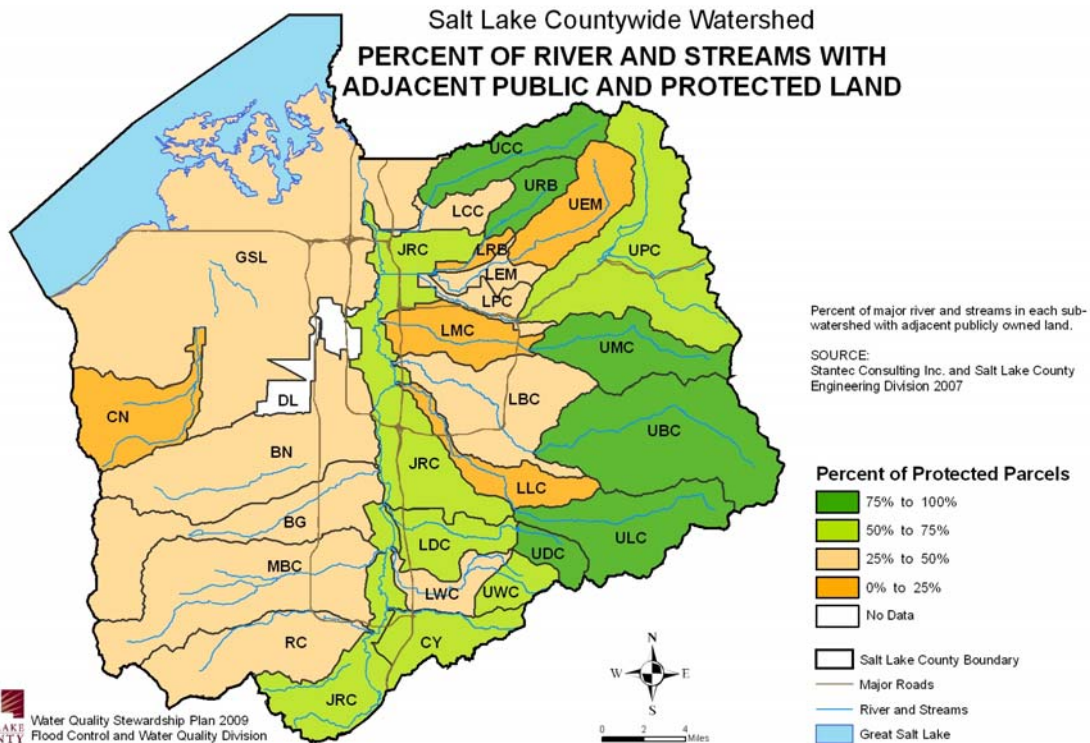 Salt Lake Countywide Watershed
PERCENT OF RIVER AND STREAMS WITH
ADJACENT PUBLIC AND PROTECTED LAND
UCC
URB
LCC
UEM
JRC
LRB
UPC
GSL
LEM
LPC
LMC
UMC
CN
DL
LBC
UBC
BN
JRC
LLC
BG
LDC
UDC
ULC
MBC
LWC
UWC
RC
CY
JRC
Percent of major river and streams in each sub-
watershed with adjacent publicly owned land.
SOURCE:
Stantec Consulting Inc. and Salt Lake County
Engineering Division 2007
Percent of Protected Parcels
75% to 100%
50% to 75%
25% to 50%
0% to 25%
No Data
Salt Lake County Boundary
Major Roads
River and Streams
Great Salt Lake
N
W E
S
0 2 4
Miles
Water Quality Stewardship Plan 2009
Flood Control and Water Quality Division